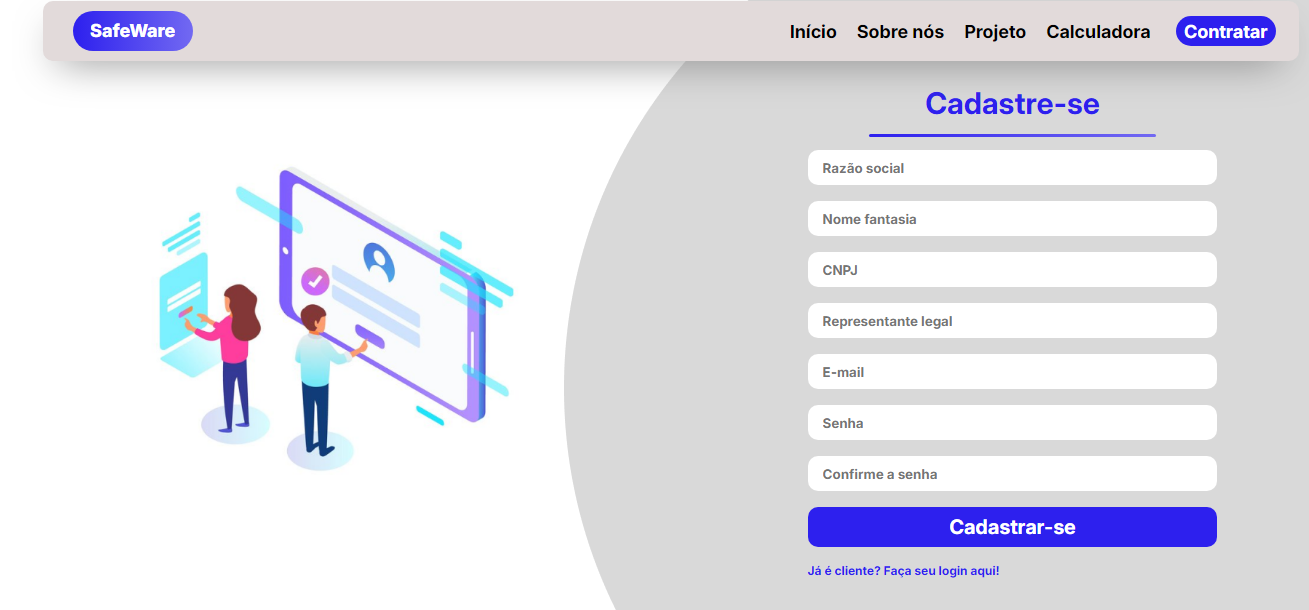 SafeWare
Início Sobre nós Projeto Calculadora Contratar
Cadastre-se
Razão social
Nome fantasia
CNPJ
Representante legal
E-mail
Senha
Confirme a senha
Cadastrar-se
Já é cliente? Faça seu login aqui!